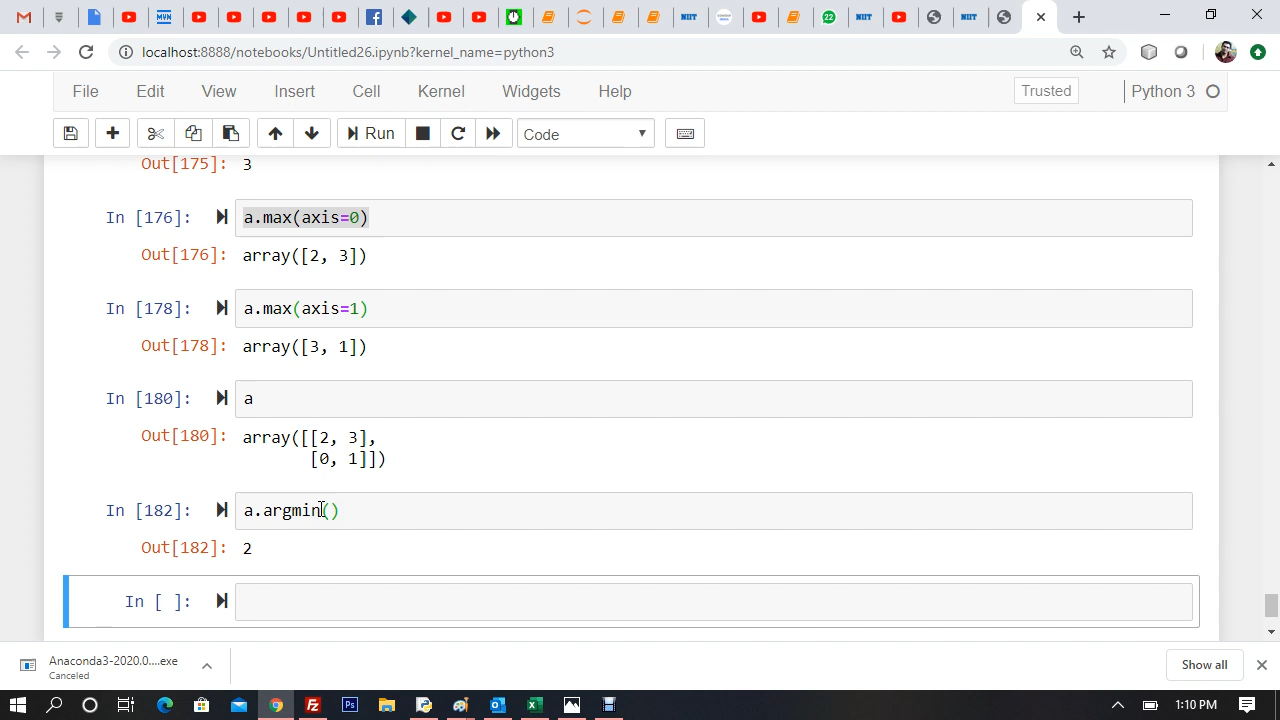 22
localhost:8888/notebooks/Untitled26.ipynb?kernel_name=python3
File Edit View Insert Cell Kernel Widgets Help Trusted Python 3
Run Code
Out[175]: 3
In [176]: a.max(axis=0)
Out[176]: array([2, 3])
In [178]: a.max(axis=1)
Out[178]: array([3, 1])
In [180]: a
Out[180]: array([[2, 3],
[0, 1]])
In [182]: a.argmin()
Out[182]: 2
In [ ]:
Anaconda3-2020.0....exe
Canceled
Show all
1:10 PM